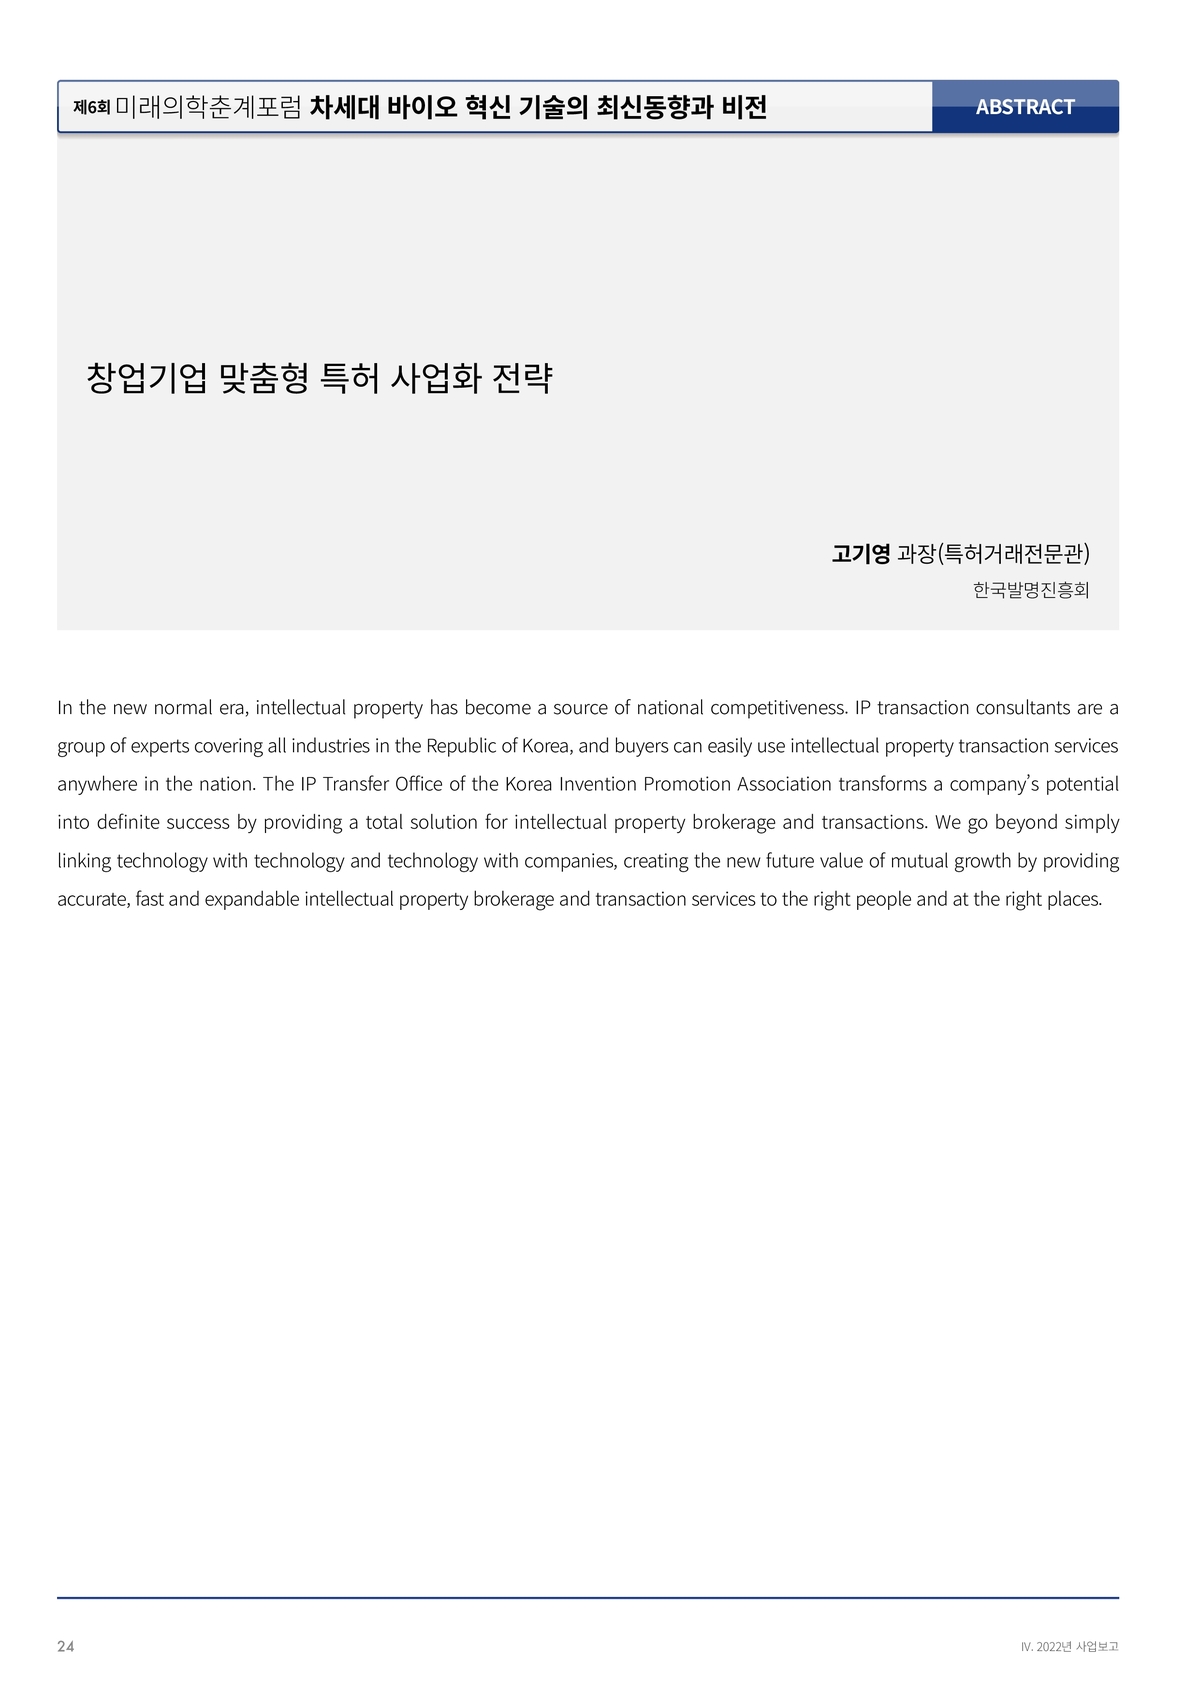 제6회 미래의학춘계포럼 차세대 바이오 혁신 기술의 최신동향과 비전 ABSTRACT
창업기업 맞춤형 특허 사업화 전략
고기영 과장(특허거래전문관)
한국발명진흥회
In the new normal era, intellectual property has become a source of national competitiveness. IP transaction consultants are a
group of experts covering all industries in the Republic of Korea, and buyers can easily use intellectual property transaction services
anywhere in the nation. The IP Transfer Office of the Korea Invention Promotion Association transforms a company’s potential
into definite success by providing a total solution for intellectual property brokerage and transactions. We go beyond simply
linking technology with technology and technology with companies, creating the new future value of mutual growth by providing
accurate, fast and expandable intellectual property brokerage and transaction services to the right people and at the right places.
24 Ⅳ. 2022년 사업보고